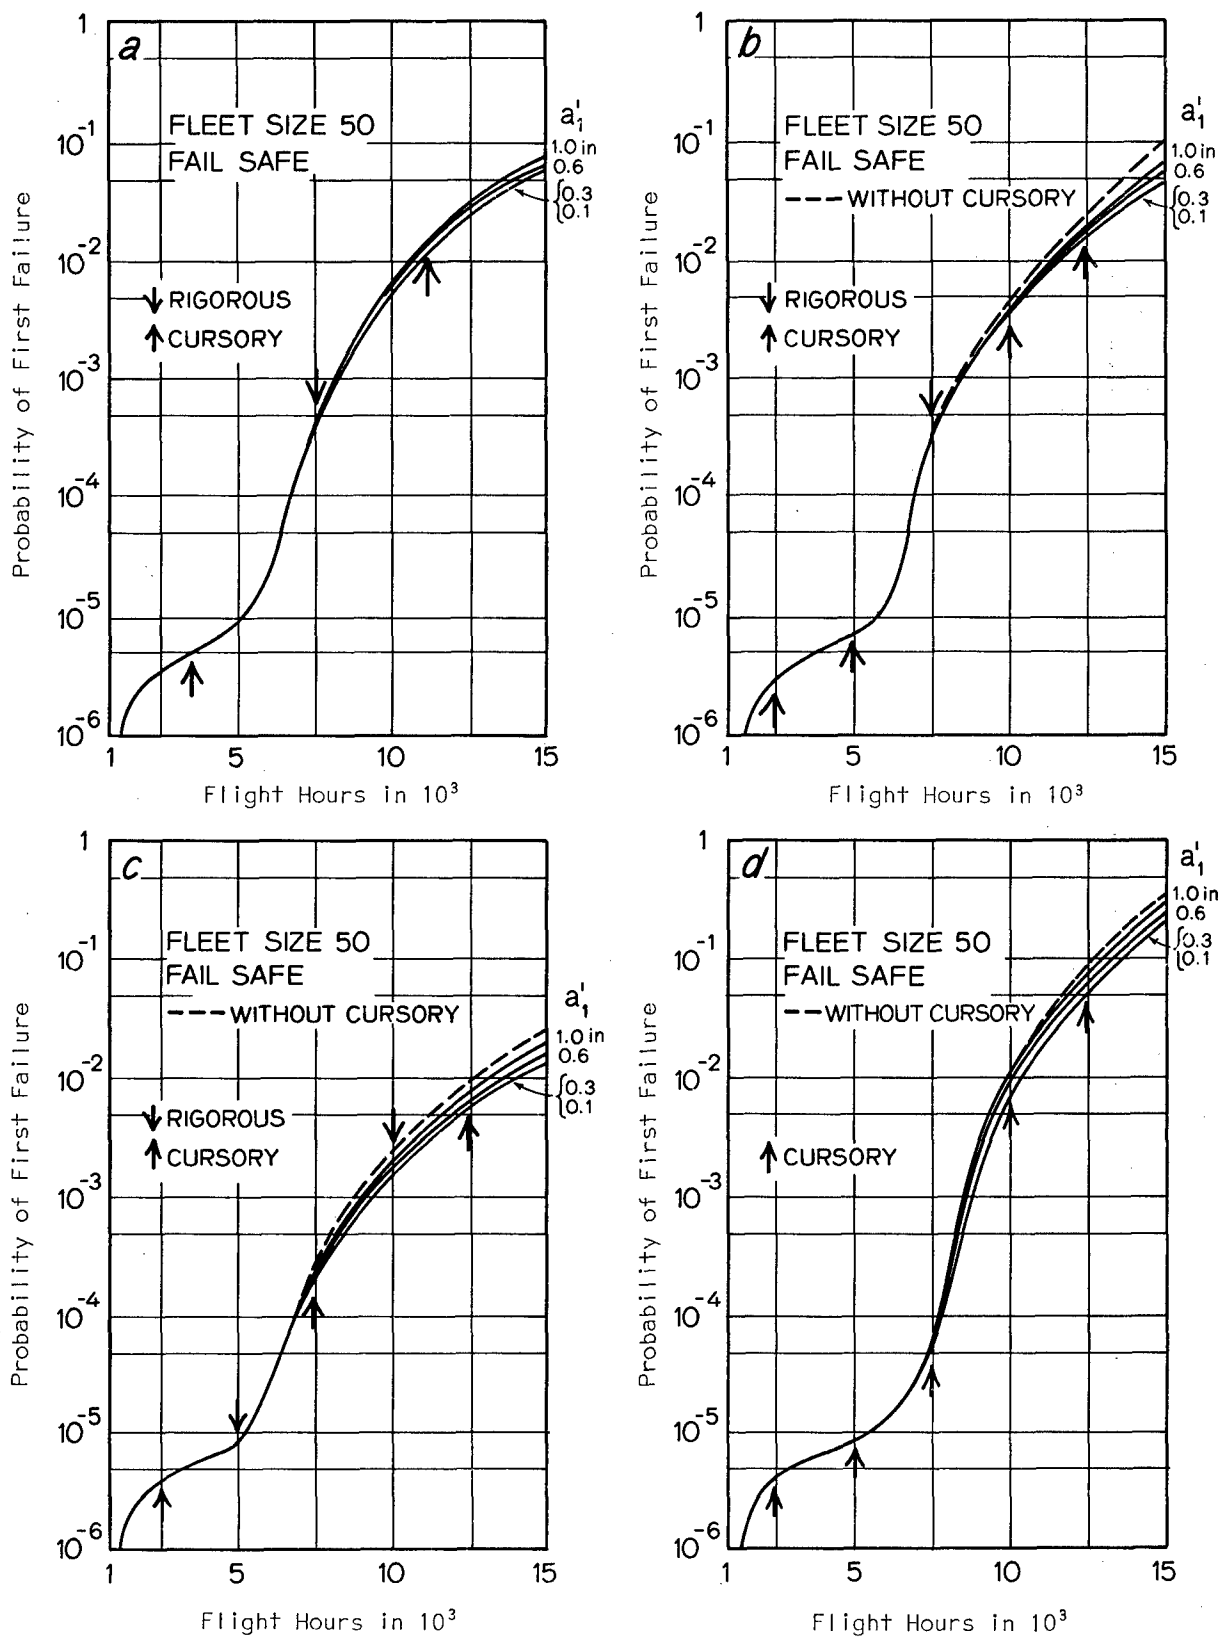 a
FLEET SIZE 50
FAIL SAFE
↓ RIGOROUS
↑ CURSORY
a'₁
1.0 in
0.6
0.3
0.1
1
10⁻¹
10⁻²
10⁻³
10⁻⁴
10⁻⁵
10⁻⁶
Probability of First Failure
1 5 10 15
Flight Hours in 10³
b
FLEET SIZE 50
FAIL SAFE
--- WITHOUT CURSORY
↓ RIGOROUS
↑ CURSORY
a'₁
1.0 in
0.6
0.3
0.1
1
10⁻¹
10⁻²
10⁻³
10⁻⁴
10⁻⁵
10⁻⁶
Probability of First Failure
1 5 10 15
Flight Hours in 10³
c
FLEET SIZE 50
FAIL SAFE
--- WITHOUT CURSORY
↓ RIGOROUS
↑ CURSORY
a'₁
1.0 in
0.6
0.3
0.1
1
10⁻¹
10⁻²
10⁻³
10⁻⁴
10⁻⁵
10⁻⁶
Probability of First Failure
1 5 10 15
Flight Hours in 10³
d
FLEET SIZE 50
FAIL SAFE
-- WITHOUT CURSORY
↑ CURSORY
a'₁
1.0 in
0.6
0.3
0.1
1
10⁻¹
10⁻²
10⁻³
10⁻⁴
10⁻⁵
10⁻⁶
Probability of First Failure
1 5 10 15
Flight Hours in 10³